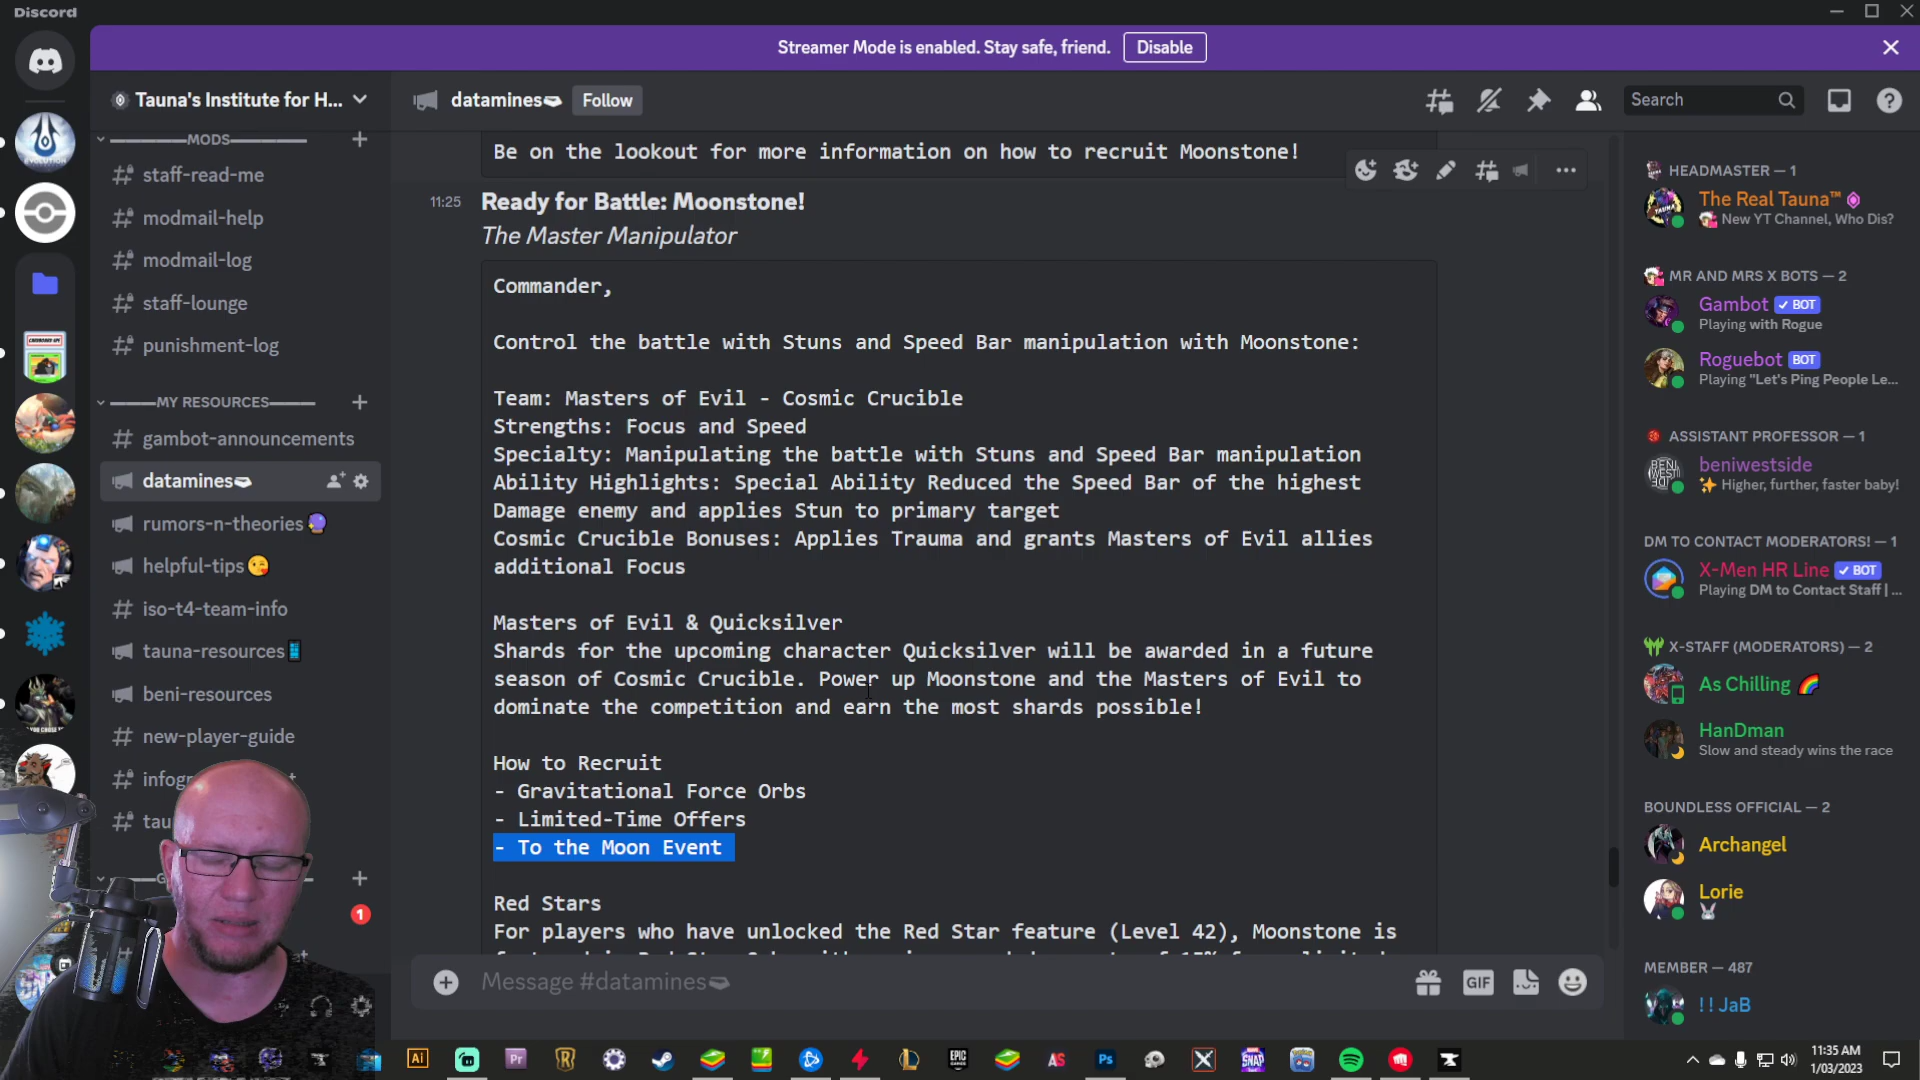 Discord
Streamer Mode is enabled. Stay safe, friend. Disable
Tauna's Institute for H...
datamines Follow
Search
MODS
staff-read-me
modmail-help
modmail-log
staff-lounge
punishment-log
MY RESOURCES
gambot-announcements
datamines
rumors-n-theories
helpful-tips
iso-t4-team-info
tauna-resources
beni-resources
new-player-guide
infogr
tau
1
Be on the lookout for more information on how to recruit Moonstone!
11:25 Ready for Battle: Moonstone!
The Master Manipulator
Commander,
Control the battle with Stuns and Speed Bar manipulation with Moonstone:
Team: Masters of Evil - Cosmic Crucible
Strengths: Focus and Speed
Specialty: Manipulating the battle with Stuns and Speed Bar manipulation
Ability Highlights: Special Ability Reduced the Speed Bar of the highest
Damage enemy and applies Stun to primary target
Cosmic Crucible Bonuses: Applies Trauma and grants Masters of Evil allies
additional Focus
Masters of Evil & Quicksilver
Shards for the upcoming character Quicksilver will be awarded in a future
season of Cosmic Crucible. Power up Moonstone and the Masters of Evil to
dominate the competition and earn the most shards possible!
How to Recruit
- Gravitational Force Orbs
- Limited-Time Offers
- To the Moon Event
Red Stars
For players who have unlocked the Red Star feature (Level 42), Moonstone is
Message #datamines
GIF
HEADMASTER — 1
The Real Tauna™
New YT Channel, Who Dis?
MR AND MRS X BOTS — 2
Gambot ✓ BOT
Playing with Rogue
Roguebot BOT
Playing "Let's Ping People Le...
ASSISTANT PROFESSOR — 1
beniwestside
Higher, further, faster baby!
DM TO CONTACT MODERATORS! — 1
X-Men HR Line ✓ BOT
Playing DM to Contact Staff | ...
X-STAFF (MODERATORS) — 2
As Chilling
HanDman
Slow and steady wins the race
BOUNDLESS OFFICIAL — 2
Archangel
Lorie
MEMBER — 487
! ! JaB
Ai
Pr
EPIC GAMES
AS
Ps
SNAP
11:35 AM
1/03/2023